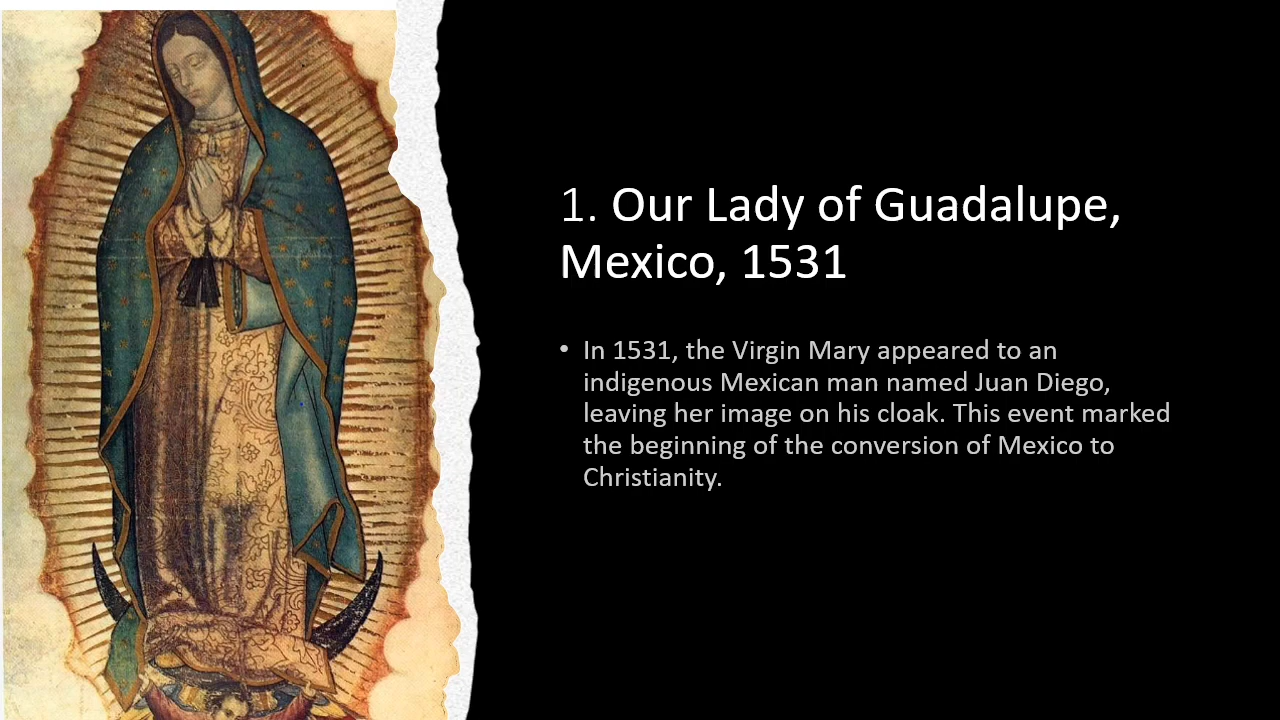 1. Our Lady of Guadalupe,
Mexico, 1531
• In 1531, the Virgin Mary appeared to an
indigenous Mexican man named Juan Diego,
leaving her image on his cloak. This event marked
the beginning of the conversion of Mexico to
Christianity.